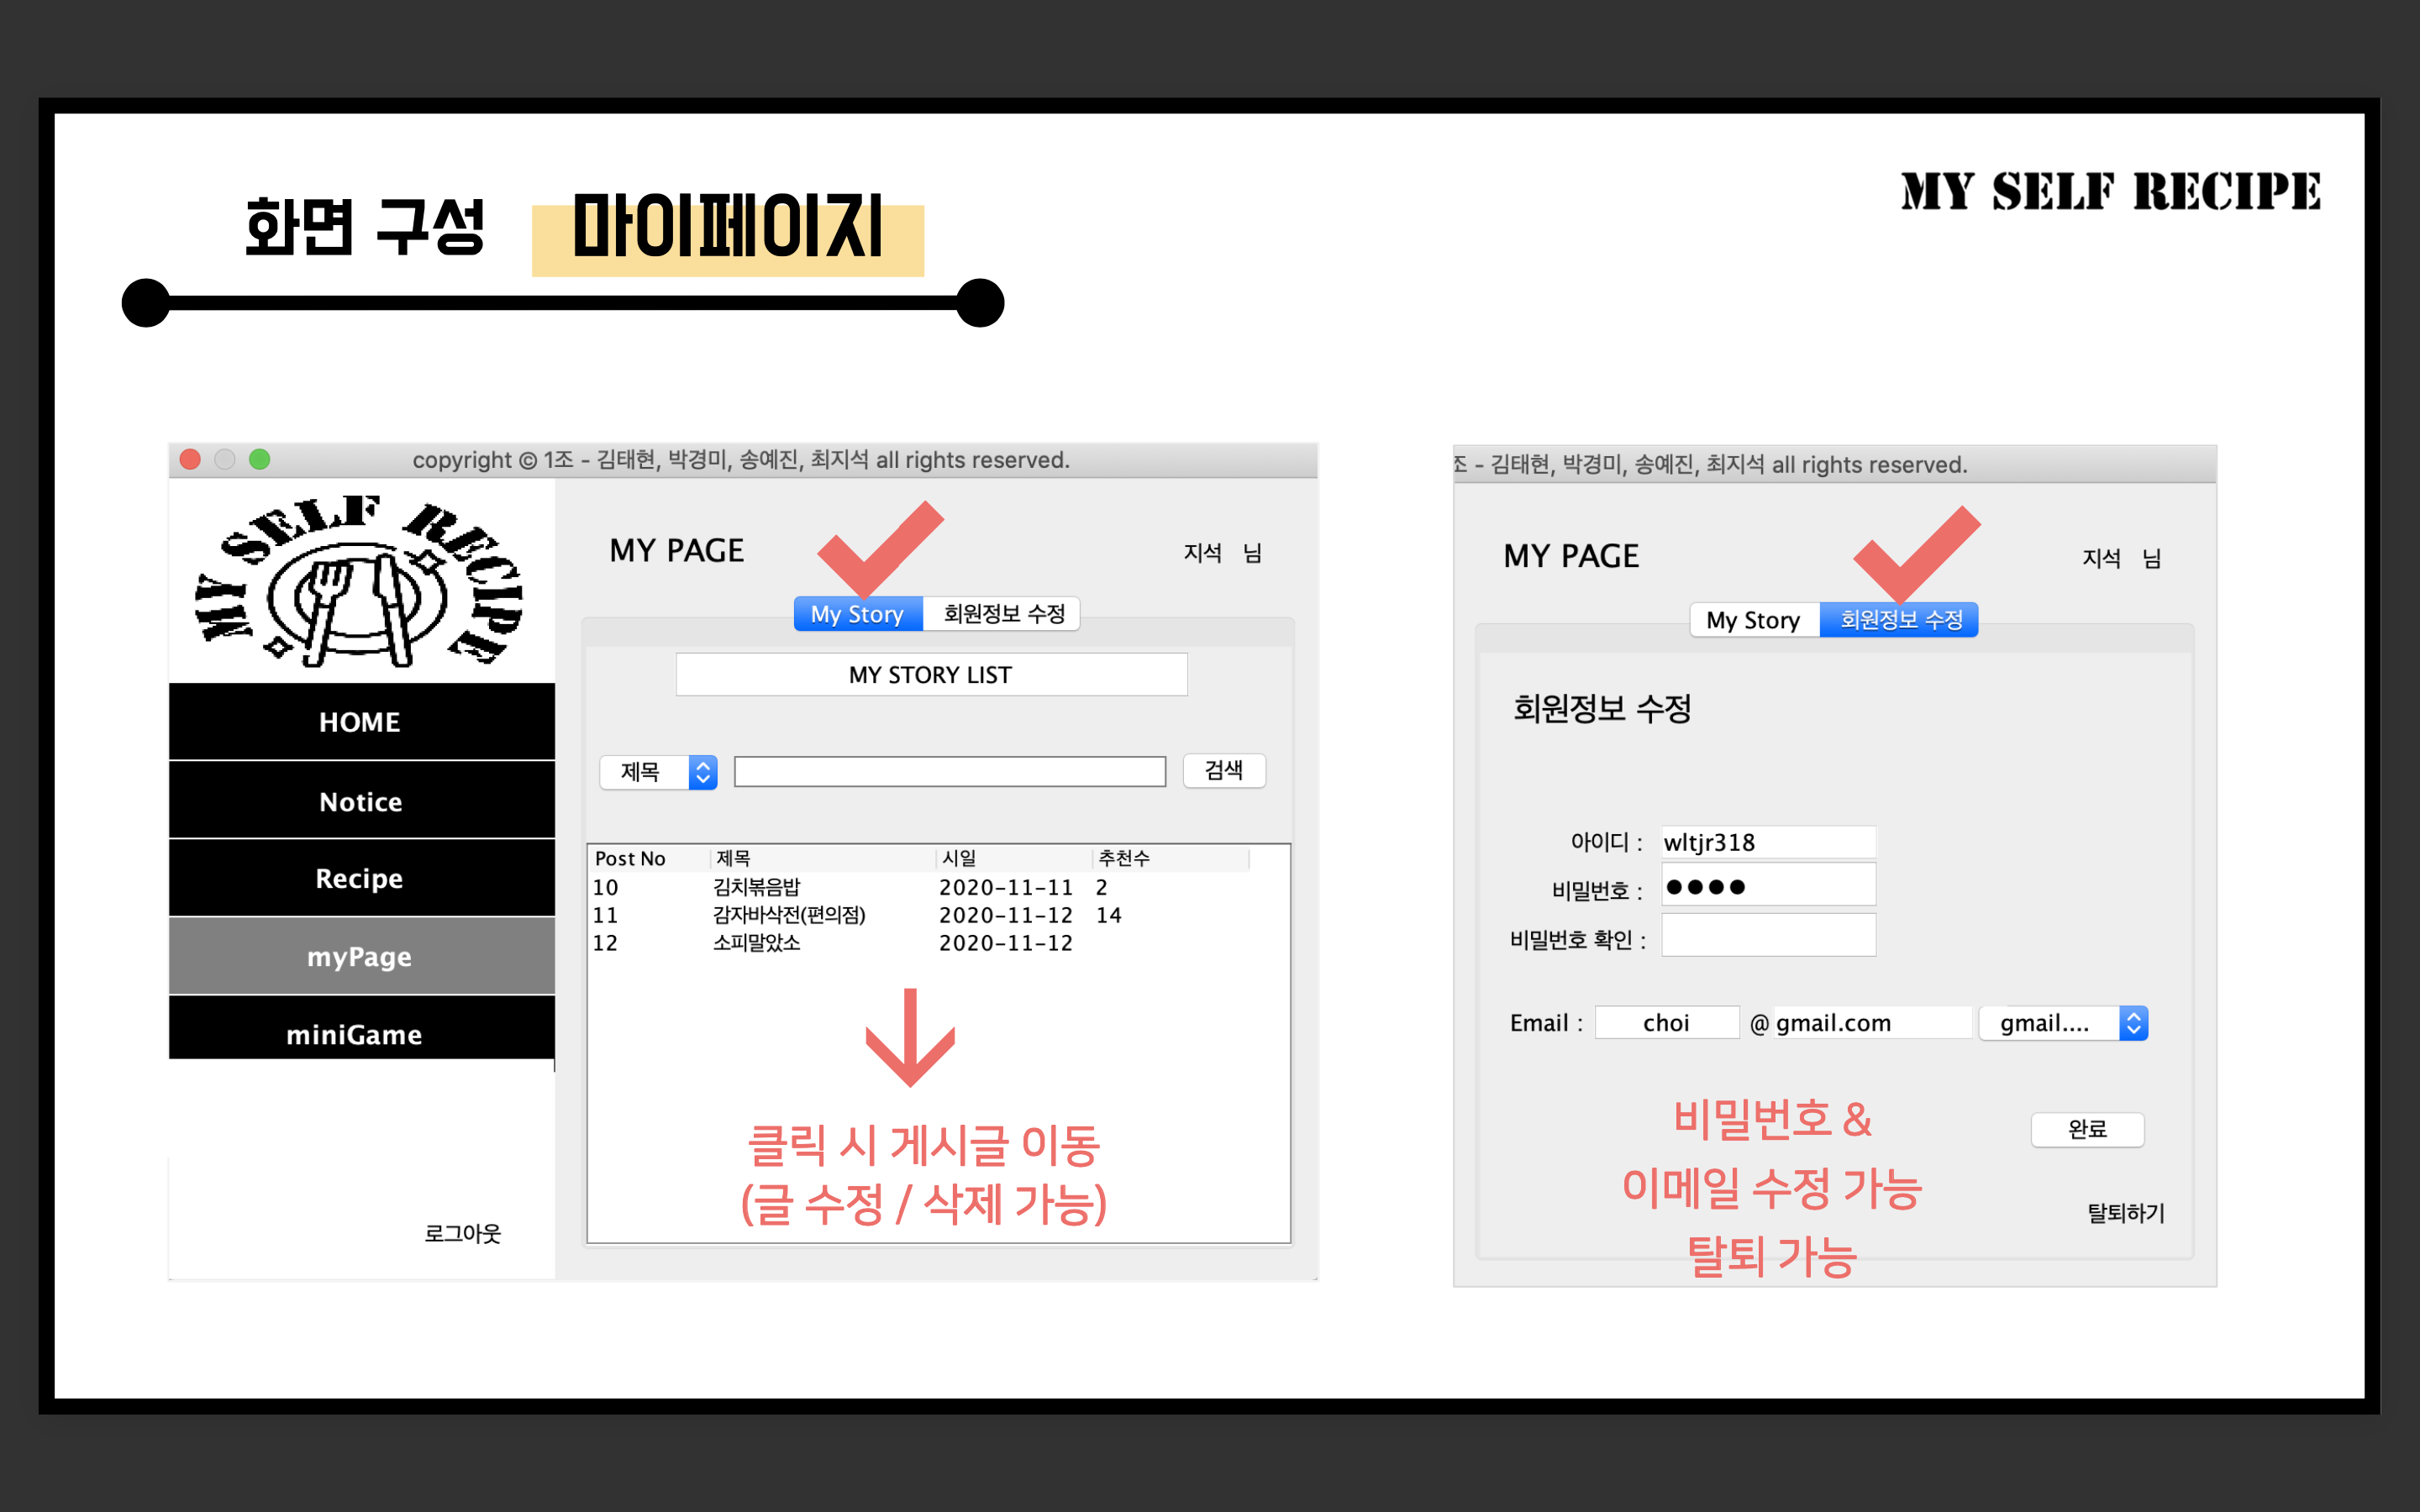 화면 구성 마이페이지
MY SELF RECIPE
copyright © 1조 - 김태현, 박경미, 송예진, 최지석 all rights reserved.
MY SELF RECIPE
HOME
Notice
Recipe
myPage
miniGame
로그아웃
MY PAGE 지석 님
My Story 회원정보 수정
MY STORY LIST
제목 검색
Post No 제목 시일 추천수
10 김치볶음밥 2020-11-11 2
11 감자바삭전(편의점) 2020-11-12 14
12 소피말았소 2020-11-12
클릭 시 게시글 이동
(글 수정 / 삭제 가능)
조 - 김태현, 박경미, 송예진, 최지석 all rights reserved.
MY PAGE 지석 님
My Story 회원정보 수정
회원정보 수정
아이디 : wltjr318
비밀번호 : ●●●●
비밀번호 확인 :
Email : choi @ gmail.com gmail....
비밀번호 &
이메일 수정 가능
탈퇴 가능
완료
탈퇴하기